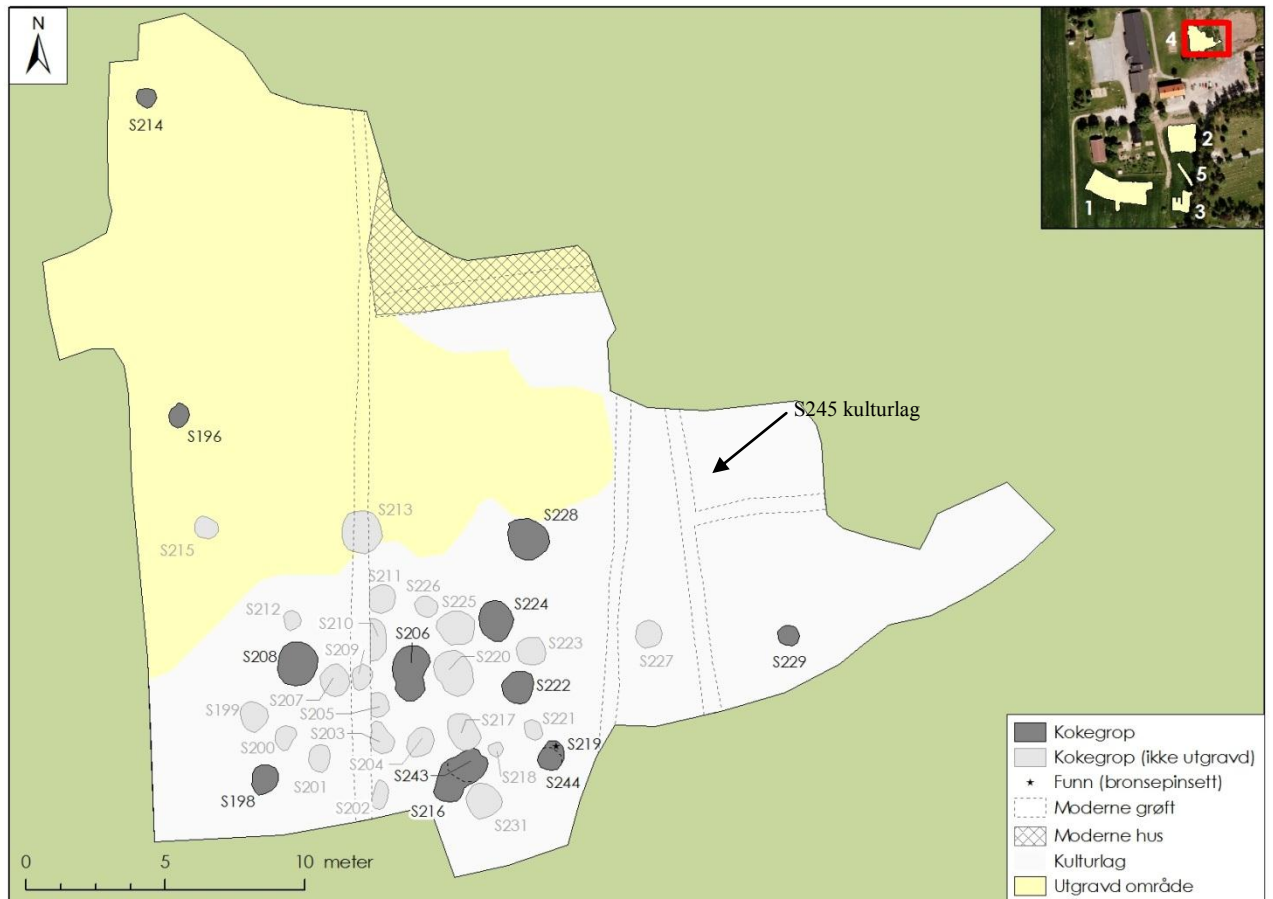 N
4
2
5
1
3
S214
S196
S245 kulturlag
S213
S228
S215
S211
S226
S212
S225
S224
S210
S206
S209
S223
S208
S220
S227
S229
S207
S222
S199
S205
S217
S221
S200
S203
S219
S204
S218
S201
S243
S244
S198
S202
S216
S231
0 5 10 meter
Kokegrop
Kokegrop (ikke utgravd)
Funn (bronsepinsett)
Moderne grøft
Moderne hus
Kulturlag
Utgravd område